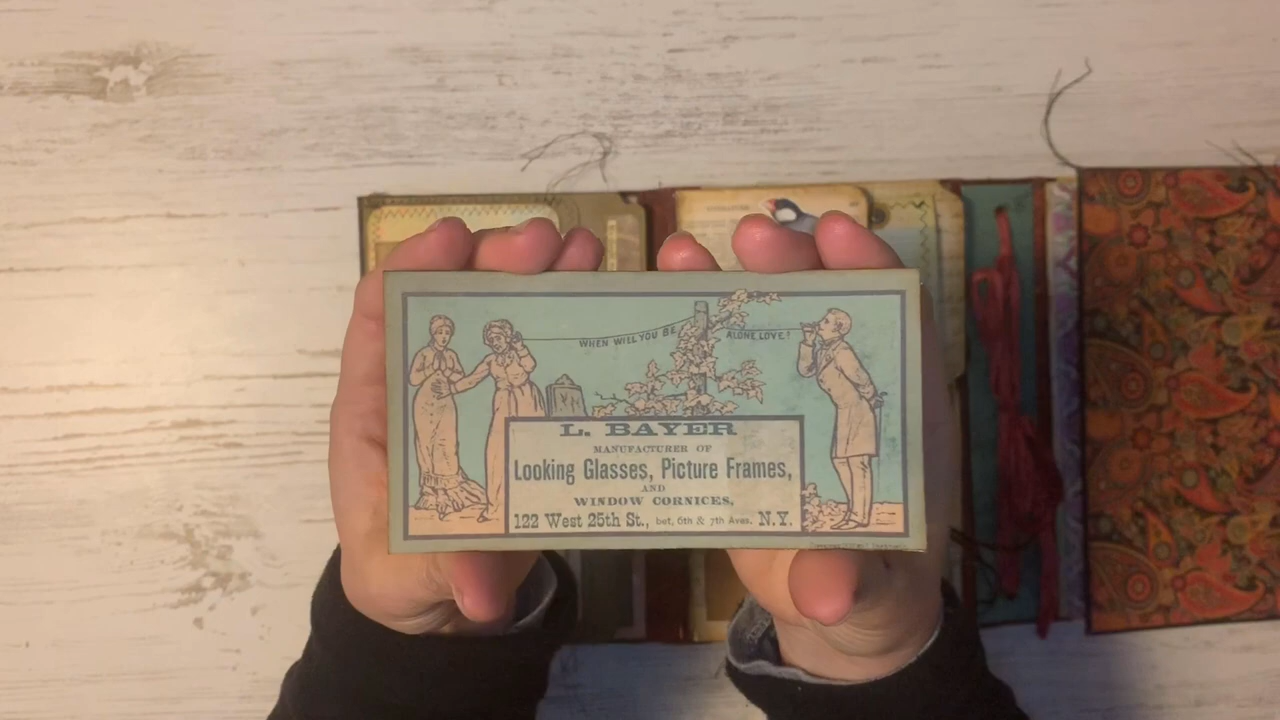 WHEN WILL YOU BE ALONE, LOVE?
L. BAYER
MANUFACTURER OF
Looking Glasses, Picture Frames,
AND
WINDOW CORNICES,
122 West 25th St., bet. 6th & 7th Aves. N.Y.